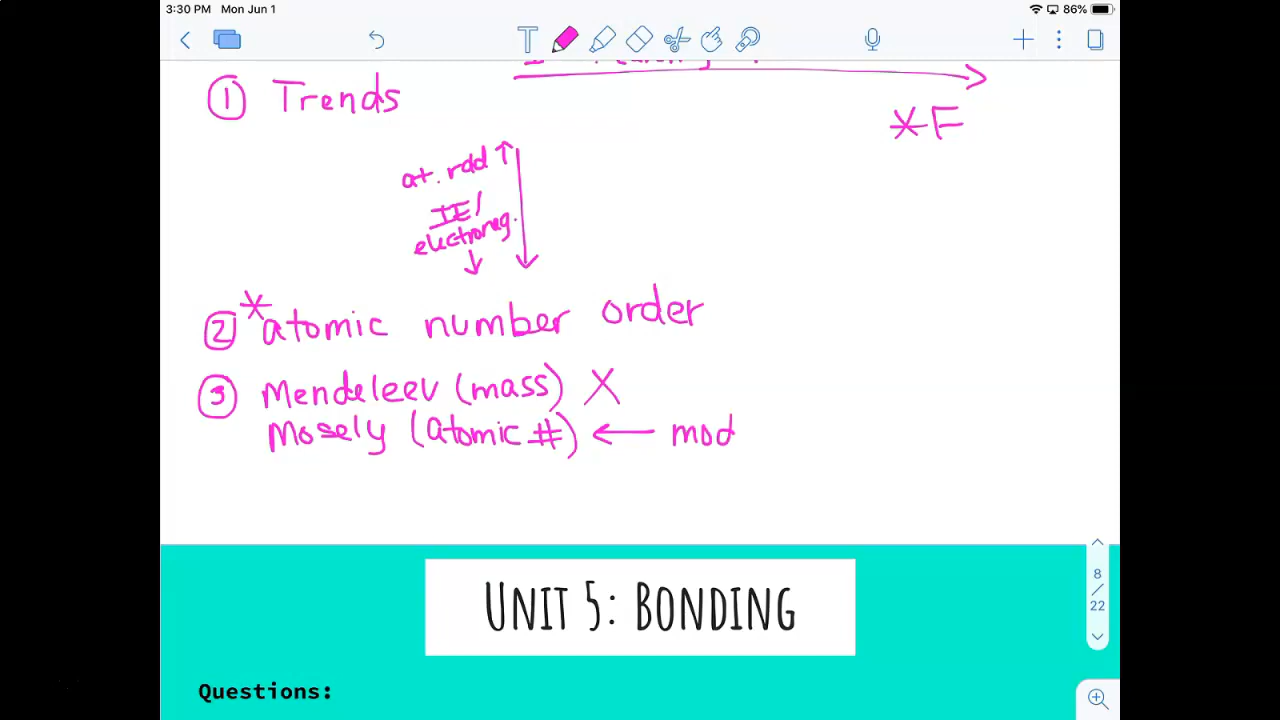 3:30 PM Mon Jun 1
86%
① Trends
*F
at. rad ↑
IE/
electroneg.
↓
② *atomic number order
③ Mendeleev (mass) X
Mosely (atomic #) ← mod
8
/
22
UNIT 5: BONDING
Questions: